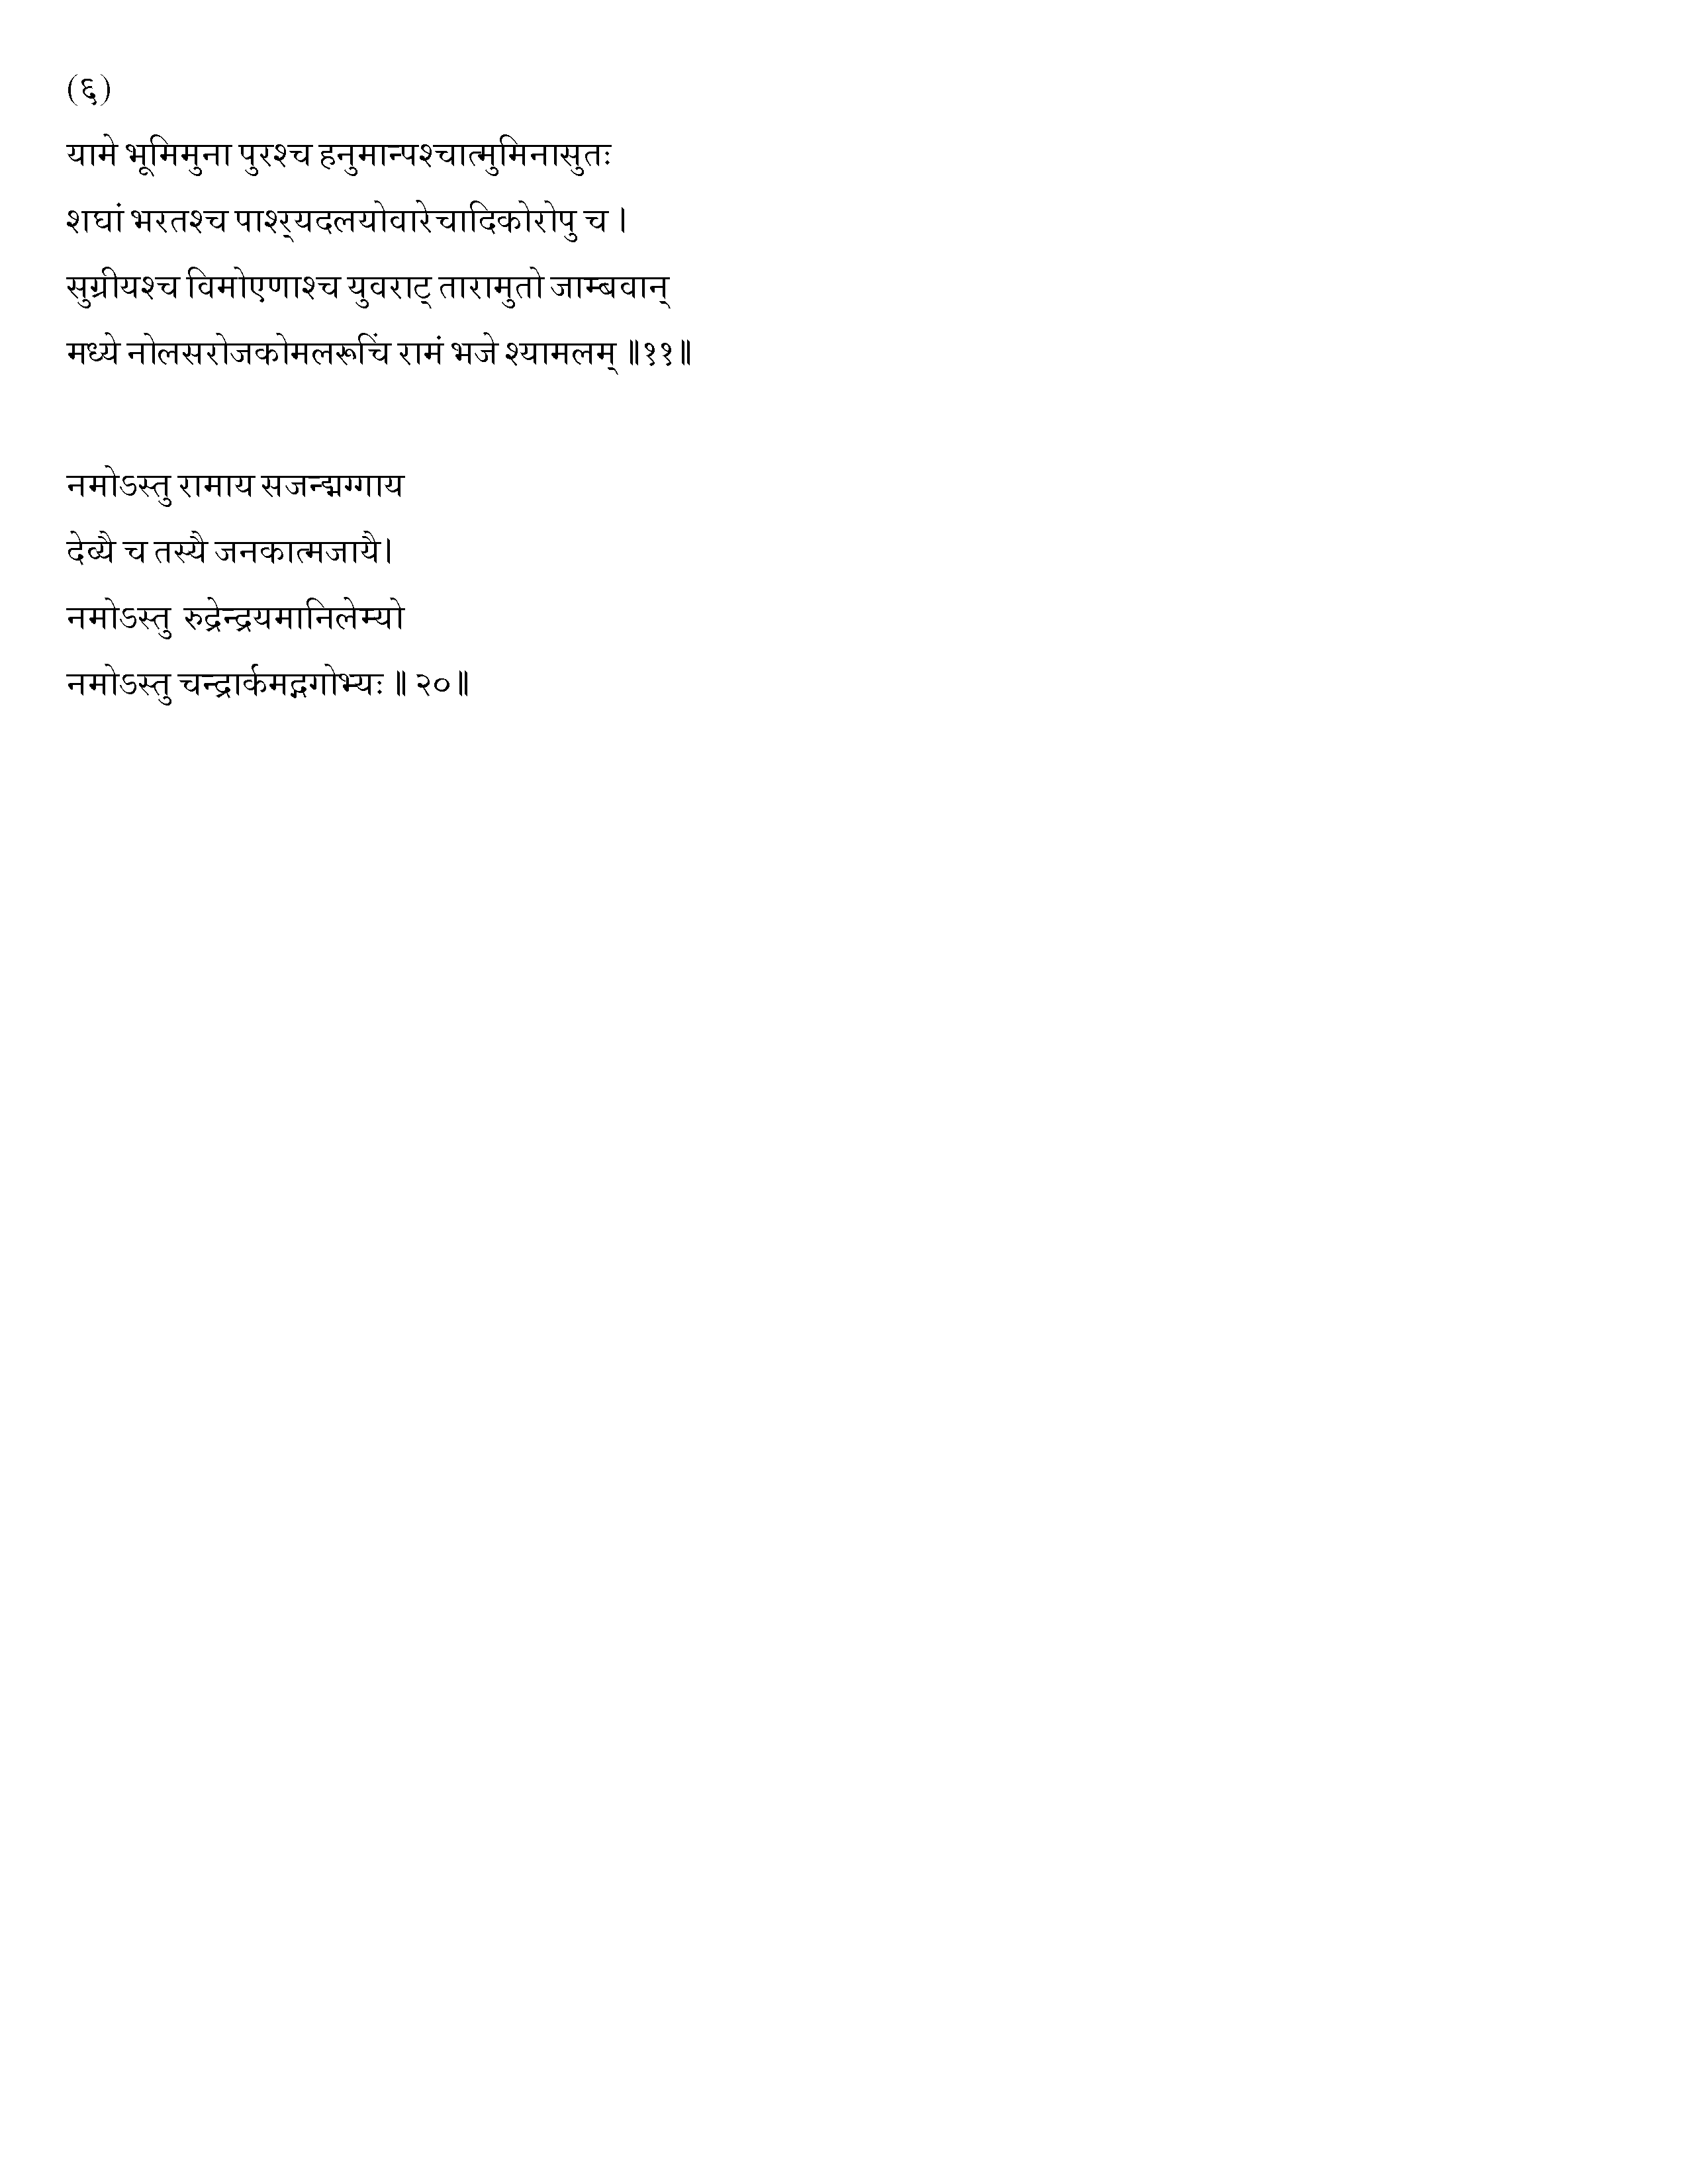 (६)
यामे भूमिमुना पुरश्च हनुमान्पश्चात्मुमिनासुतः
शघां भरतश्च पाश्र्‍यदलयोवारेचादिकोरोपु च ।
सुग्रीयश्च विमोएणाश्च युवराट् तारामुतो जाम्बवान्
मध्ये नोलसरोजकोमलरूचिं रामं भजे श्यामलम् ॥११॥
नमोऽस्तु रामाय सजन्द्मग्गाय
देव्यै च तस्यै जनकात्मजायै।
नमोऽस्तु रुद्रेन्द्रयमानिलेम्यो
नमोऽस्तु चन्द्रार्कमद्गगोभ्यः ॥ २०॥